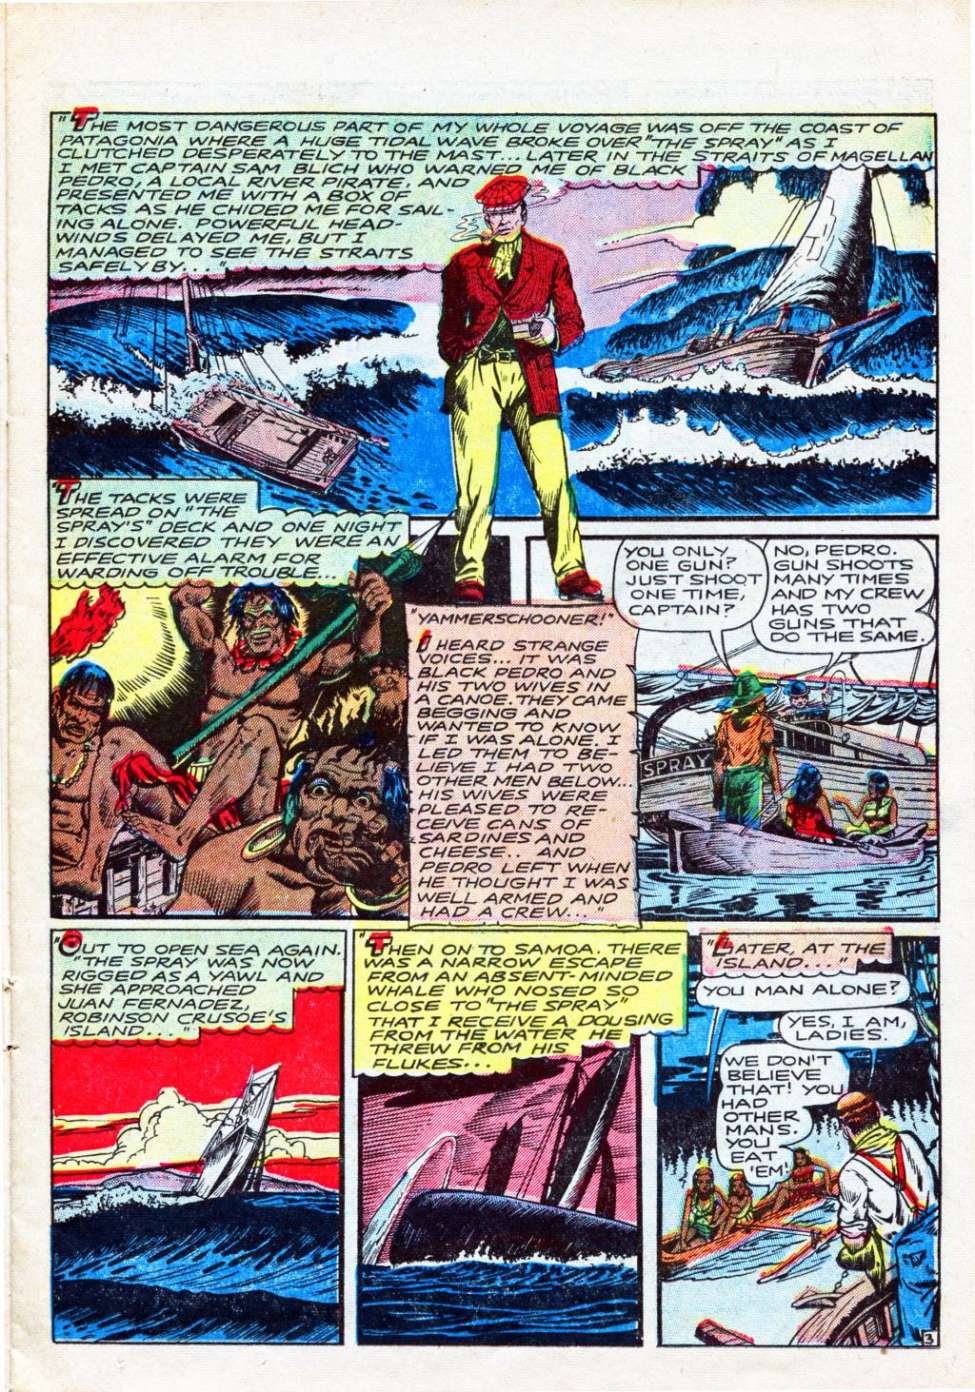 "THE MOST DANGEROUS PART OF MY WHOLE VOYAGE WAS OFF THE COAST OF
PATAGONIA WHERE A HUGE TIDAL WAVE BROKE OVER "THE SPRAY" AS I
CLUTCHED DESPERATELY TO THE MAST... LATER IN THE STRAITS OF MAGELLAN
I MET CAPTAIN SAM BLICH WHO WARNED ME OF BLACK
PEDRO, A LOCAL RIVER PIRATE, AND
PRESENTED ME WITH A BOX OF
TACKS AS HE CHIDED ME FOR SAIL-
ING ALONE. POWERFUL HEAD-
WINDS DELAYED ME, BUT I
MANAGED TO SEE THE STRAITS
SAFELY BY..."
"THE TACKS WERE
SPREAD ON "THE
SPRAY'S" DECK AND ONE NIGHT
I DISCOVERED THEY WERE AN
EFFECTIVE ALARM FOR
WARDING OFF TROUBLE...
"YAMMERSCHOONER!"
I HEARD STRANGE
VOICES... IT WAS
BLACK PEDRO AND
HIS TWO WIVES IN
A CANOE. THEY CAME
BEGGING AND
WANTED TO KNOW
IF I WAS ALONE. I
LED THEM TO BE-
LIEVE I HAD TWO
OTHER MEN BELOW...
HIS WIVES WERE
PLEASED TO RE
CEIVE CANS OF
SARDINES AND
CHEESE.. AND
PEDRO LEFT WHEN
HE THOUGHT I WAS
WELL ARMED AND
HAD A CREW...
YOU ONLY
ONE GUN?
JUST SHOOT
ONE TIME,
CAPTAIN?
NO, PEDRO.
GUN SHOOTS
MANY TIMES
AND MY CREW
HAS TWO
GUNS THAT
DO THE SAME.
SPRAY
"OUT TO OPEN SEA AGAIN.
"THE SPRAY WAS NOW
RIGGED AS A YAWL AND
SHE APPROACHED
JUAN FERNADEZ,
ROBINSON CRUSOE'S
ISLAND..."
"THEN ON TO SAMOA. THERE
WAS A NARROW ESCAPE
FROM AN ABSENT-MINDED
WHALE WHO NOSED SO
CLOSE TO "THE SPRAY"
THAT I RECEIVE A DOUSING
FROM THE WATER HE
THREW FROM HIS
FLUKES...
"LATER, AT THE
ISLAND..."
YOU MAN ALONE?
YES, I AM,
LADIES.
WE DON'T
BELIEVE
THAT! YOU
HAD
OTHER
MANS.
YOU
EAT
'EM!
3